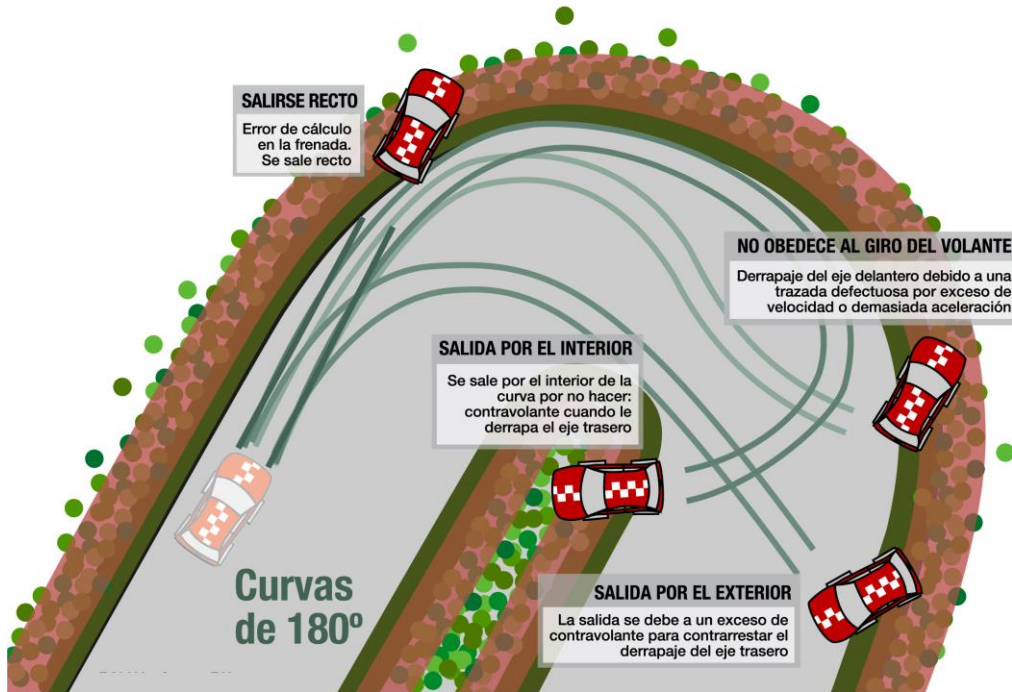 SALIRSE RECTO
Error de cálculo
en la frenada.
Se sale recto
NO OBEDECE AL GIRO DEL VOLANTE
Derrapaje del eje delantero debido a una
trazada defectuosa por exceso de
velocidad o demasiada aceleración
SALIDA POR EL INTERIOR
Se sale por el interior de la
curva por no hacer:
contravolante cuando le
derrapa el eje trasero
Curvas
de 180º
SALIDA POR EL EXTERIOR
La salida se debe a un exceso de
contravolante para contrarrestar el
derrapaje del eje trasero